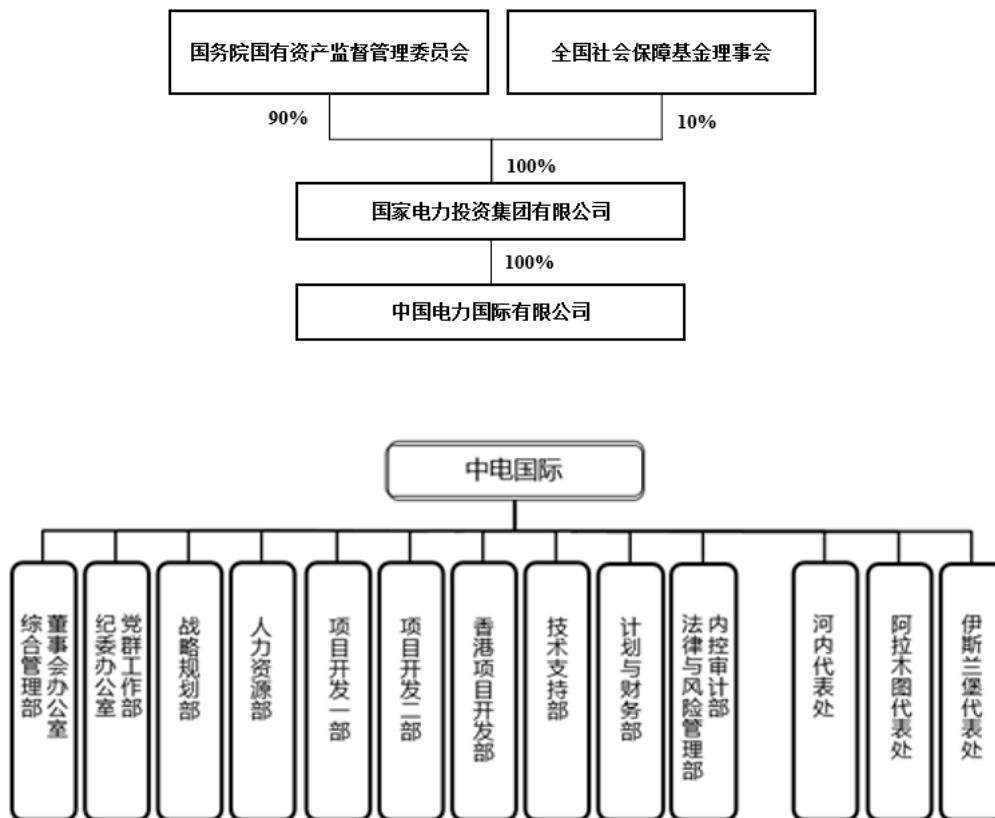 国务院国有资产监督管理委员会
全国社会保障基金理事会
90%
10%
100%
国家电力投资集团有限公司
100%
中国电力国际有限公司
中电国际
董事会办公室
综合管理部
党群工作部
纪委办公室
战略规划部
人力资源部
项目开发一部
项目开发二部
香港项目开发部
技术支持部
计划与财务部
内控审计部
法律与风险管理部
河内代表处
阿拉木图代表处
伊斯兰堡代表处